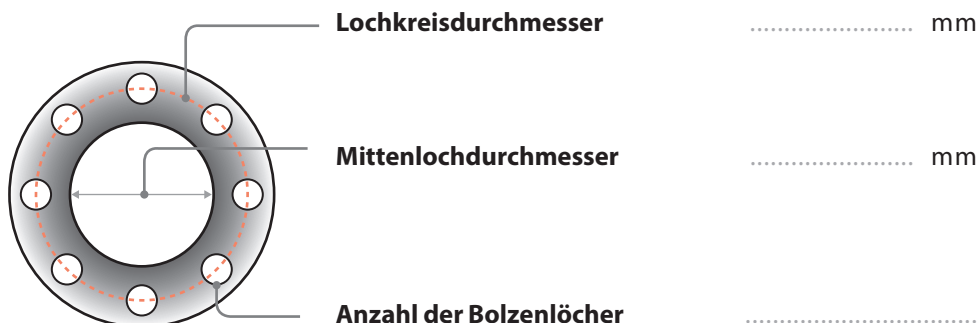 Lochkreisdurchmesser ...................... mm
Mittenlochdurchmesser ...................... mm
Anzahl der Bolzenlöcher ...............................